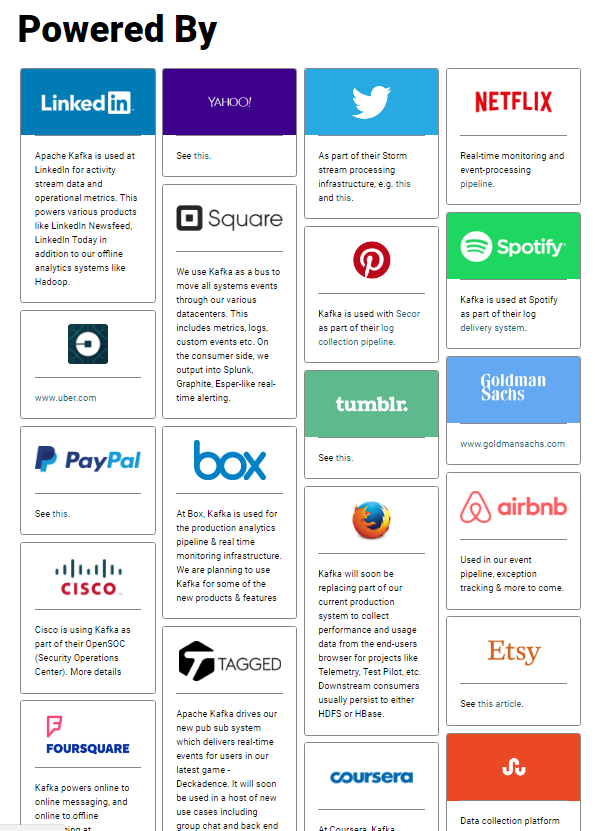 Powered By
Linked in
Apache Kafka is used at
LinkedIn for activity
stream data and
operational metrics. This
powers various products
like LinkedIn Newsfeed,
LinkedIn Today in
addition to our offline
analytics systems like
Hadoop.
www.uber.com
PayPal
See this.
CISCO
Cisco is using Kafka as
part of their OpenSOC
(Security Operations
Center). More details
FOURSQUARE
Kafka powers online to
online messaging, and
online to offline
YAHOO!
See this.
Square
We use Kafka as a bus to
move all systems events
through our various
datacenters. This
includes metrics, logs,
custom events etc. On
the consumer side, we
output into Splunk,
Graphite, Esper-like real-
time alerting.
box
At Box, Kafka is used for
the production analytics
pipeline & real time
monitoring infrastructure.
We are planning to use
Kafka for some of the
new products & features
TAGGED
Apache Kafka drives our
new pub sub system
which delivers real-time
events for users in our
latest game -
Deckadence. It will soon
be used in a host of new
use cases including
group chat and back end
As part of their Storm
stream processing
infrastructure, e.g. this
and this.
Kafka is used with Secor
as part of their log
collection pipeline.
tumblr.
See this.
Kafka will soon be
replacing part of our
current production
system to collect
performance and usage
data from the end-users
browser for projects like
Telemetry, Test Pilot, etc.
Downstream consumers
usually persist to either
HDFS or HBase.
coursera
At Coursera, Kafka
NETFLIX
Real-time monitoring and
event-processing
pipeline.
Spotify
Kafka is used at Spotify
as part of their log
delivery system.
Goldman
Sachs
www.goldmansachs.com
airbnb
Used in our event
pipeline, exception
tracking & more to come.
Etsy
See this article.
Data collection platform